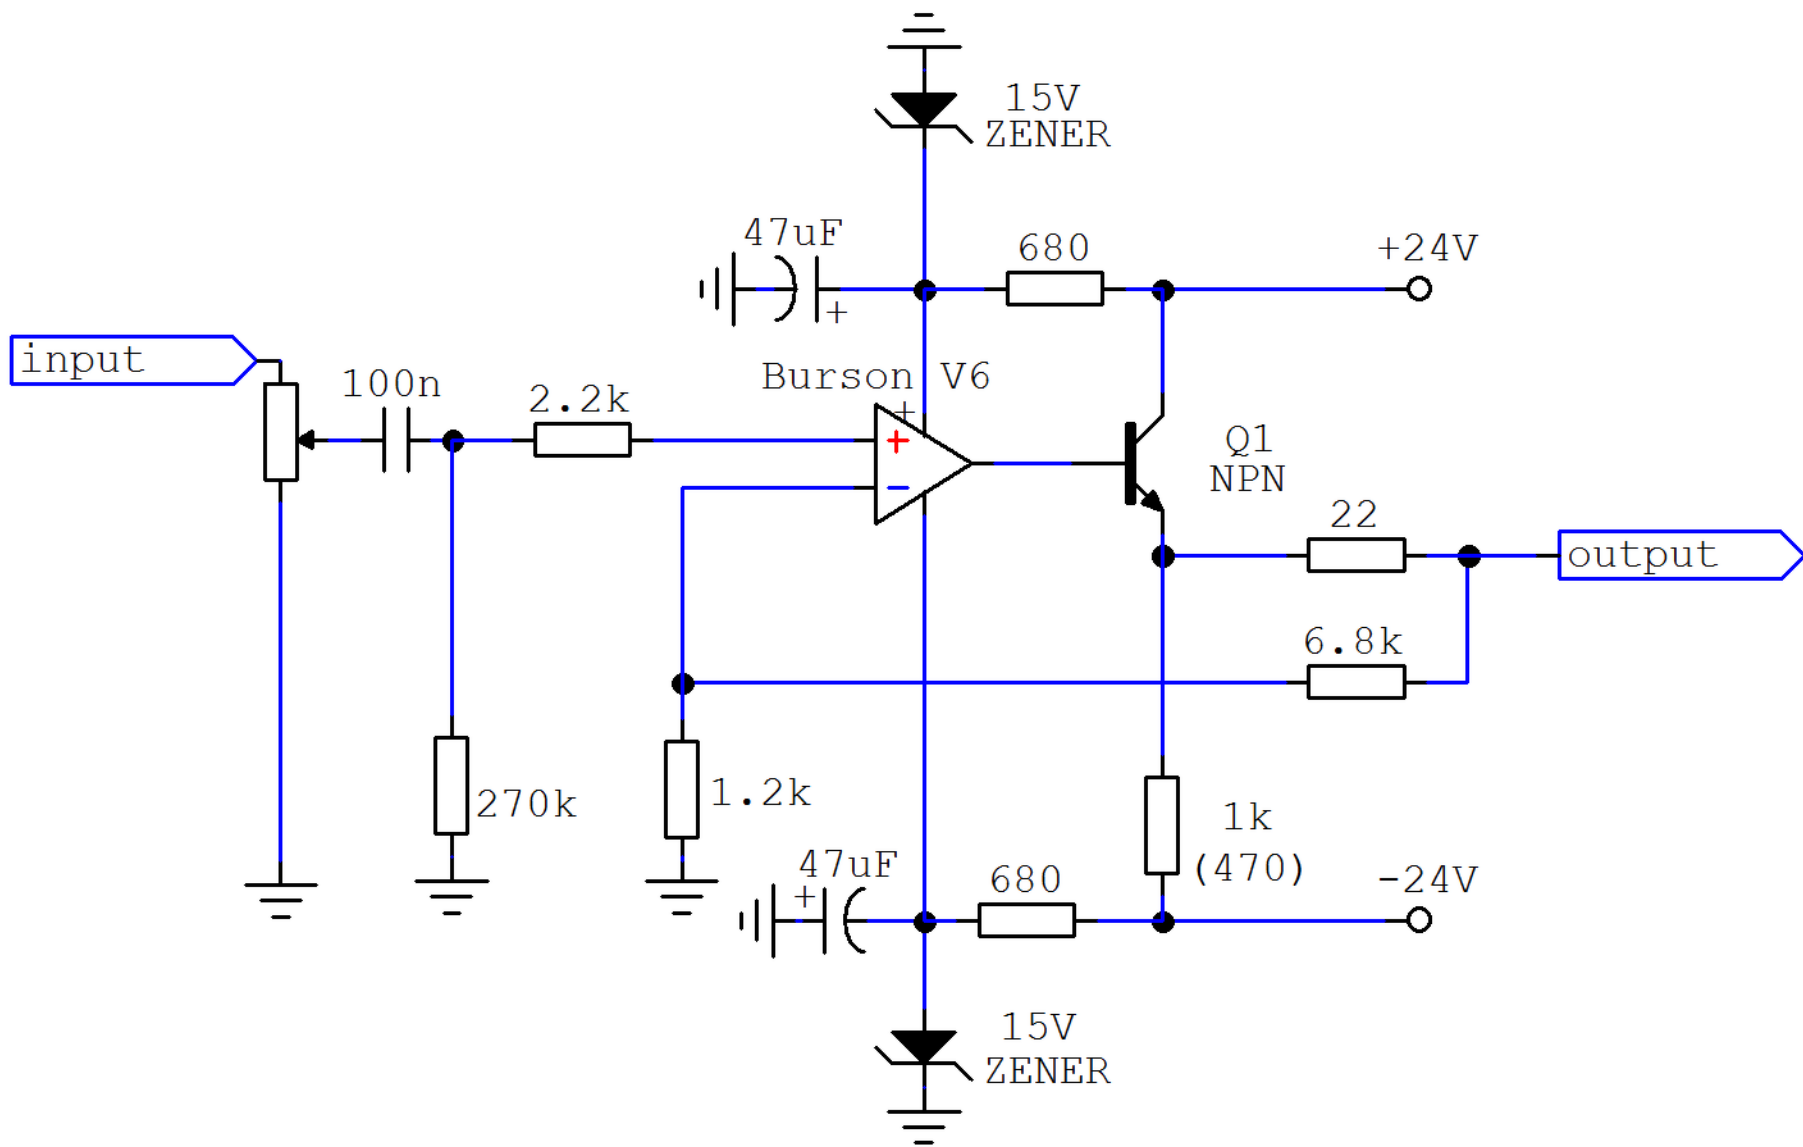 15V
ZENER
47uF
680
+24V
+
input
100n
2.2k
Burson V6
+
+
-
Q1
NPN
22
output
6.8k
270k
1.2k
1k
(470)
47uF
+
680
-24V
15V
ZENER